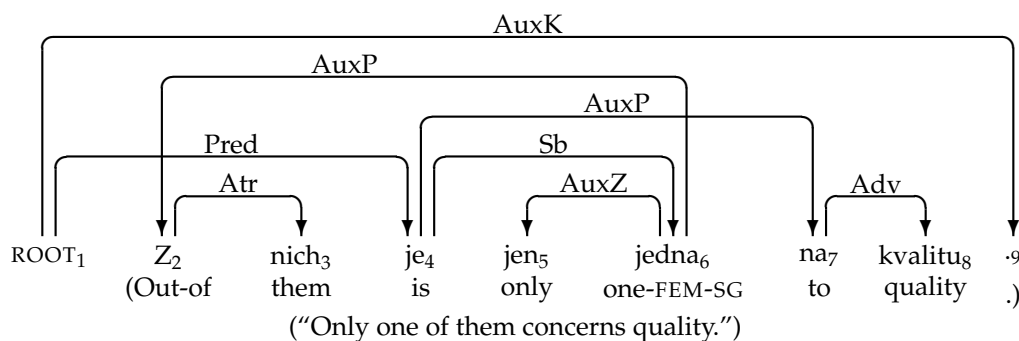 AuxK
AuxP
AuxP
Pred Sb
Atr AuxZ Adv
ROOT₁ Z₂ nich₃ je₄ jen₅ jedna₆ na₇ kvalitu₈ .₉
(Out-of them is only one-FEM-SG to quality .)
(“Only one of them concerns quality.”)